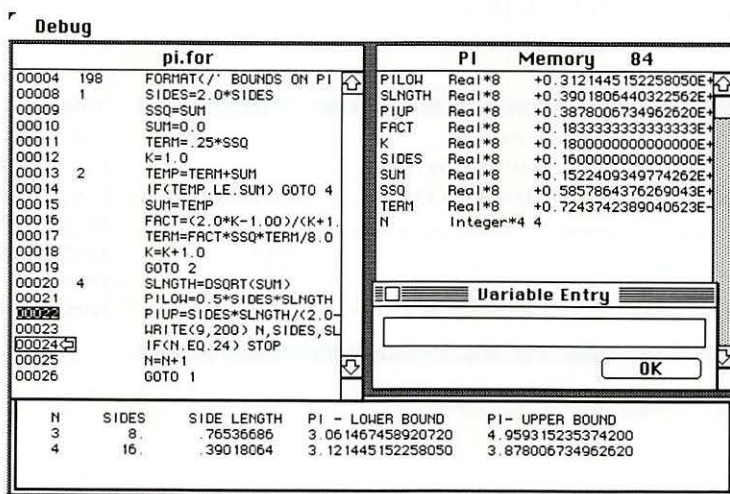 Debug
pi.for
00004 198 FORMAT(/' BOUNDS ON PI
00008 1 SIDES=2.0*SIDES
00009 SSQ=SUM
00010 SUM=0.0
00011 TERM=.25*SSQ
00012 K=1.0
00013 2 TEMP=TERM+SUM
00014 IF(TEMP.LE.SUM) GOTO 4
00015 SUM=TEMP
00016 FACT=(2.0*K-1.00)/(K+1.
00017 TERM=FACT*SSQ*TERM/8.0
00018 K=K+1.0
00019 GOTO 2
00020 4 SLNGTH=DSQRT(SUM)
00021 PILOW=0.5*SIDES*SLNGTH
00022 PIUP=SIDES*SLNGTH/(2.0-
00023 WRITE(9,200) N,SIDES,SL
00024 IF(N.EQ.24) STOP
00025 N=N+1
00026 GOTO 1
PI Memory 84
PILOW Real*8 +0.3121445152258050E+
SLNGTH Real*8 +0.3901806440322562E+
PIUP Real*8 +0.3878006734962620E+
FACT Real*8 +0.1833333333333333E+
K Real*8 +0.1800000000000000E+
SIDES Real*8 +0.1600000000000000E+
SUM Real*8 +0.1522409349774262E+
SSQ Real*8 +0.5857864376269043E+
TERM Real*8 +0.7243742389040623E-
N Integer*4 4
Variable Entry
OK
N SIDES SIDE LENGTH PI - LOWER BOUND PI- UPPER BOUND
3 8. .76536686 3.061467458920720 4.959315235374200
4 16. .39018064 3.121445152258050 3.878006734962620